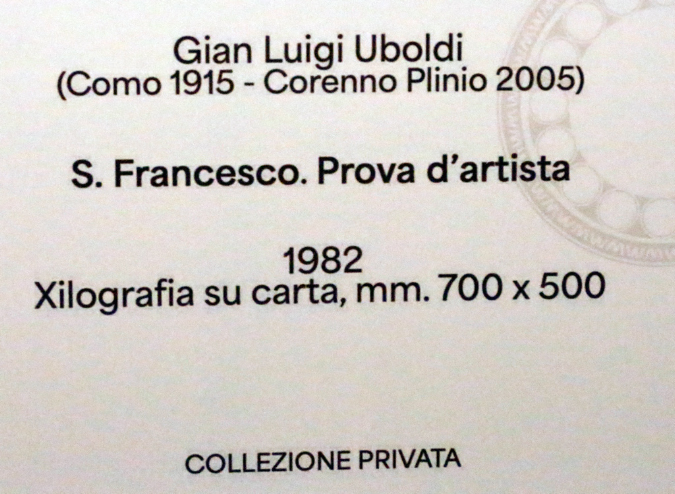 Gian Luigi Uboldi
(Como 1915 - Corenno Plinio 2005)
S. Francesco. Prova d'artista
1982
Xilografia su carta, mm. 700 x 500
COLLEZIONE PRIVATA